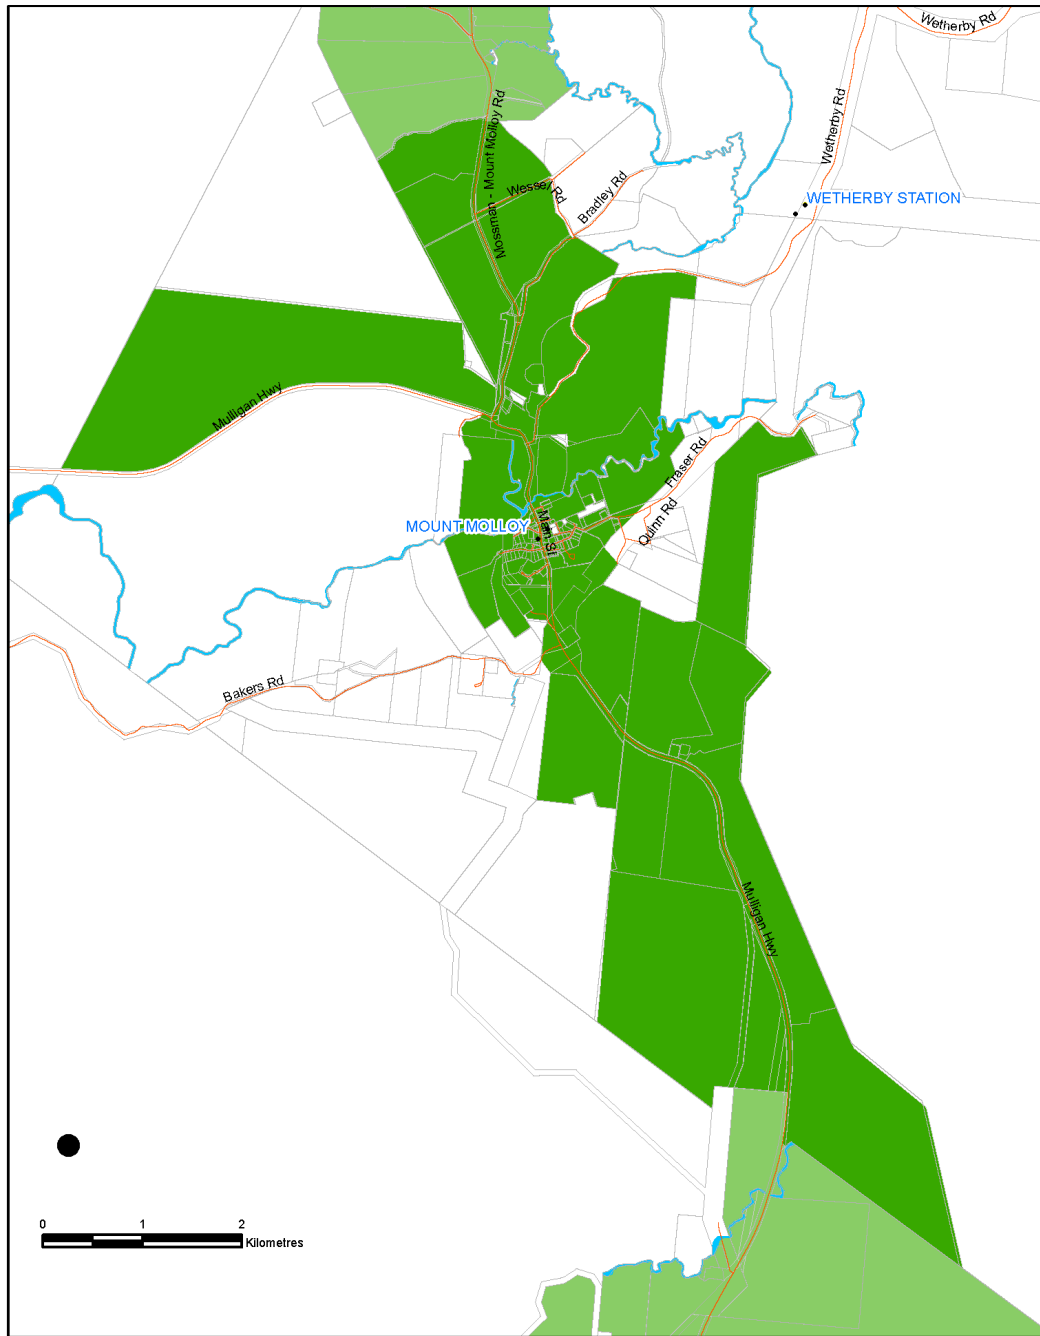 Wetherby Rd
Mossman - Mount Molloy Rd
Wetherby Rd
Wessel Rd
Bradley Rd
WETHERBY STATION
Mulligan Hwy
Fraser Rd
Quinn Rd
MOUNT MOLLOY
Main St
Bakers Rd
Mulligan Hwy
0 1 2
Kilometres